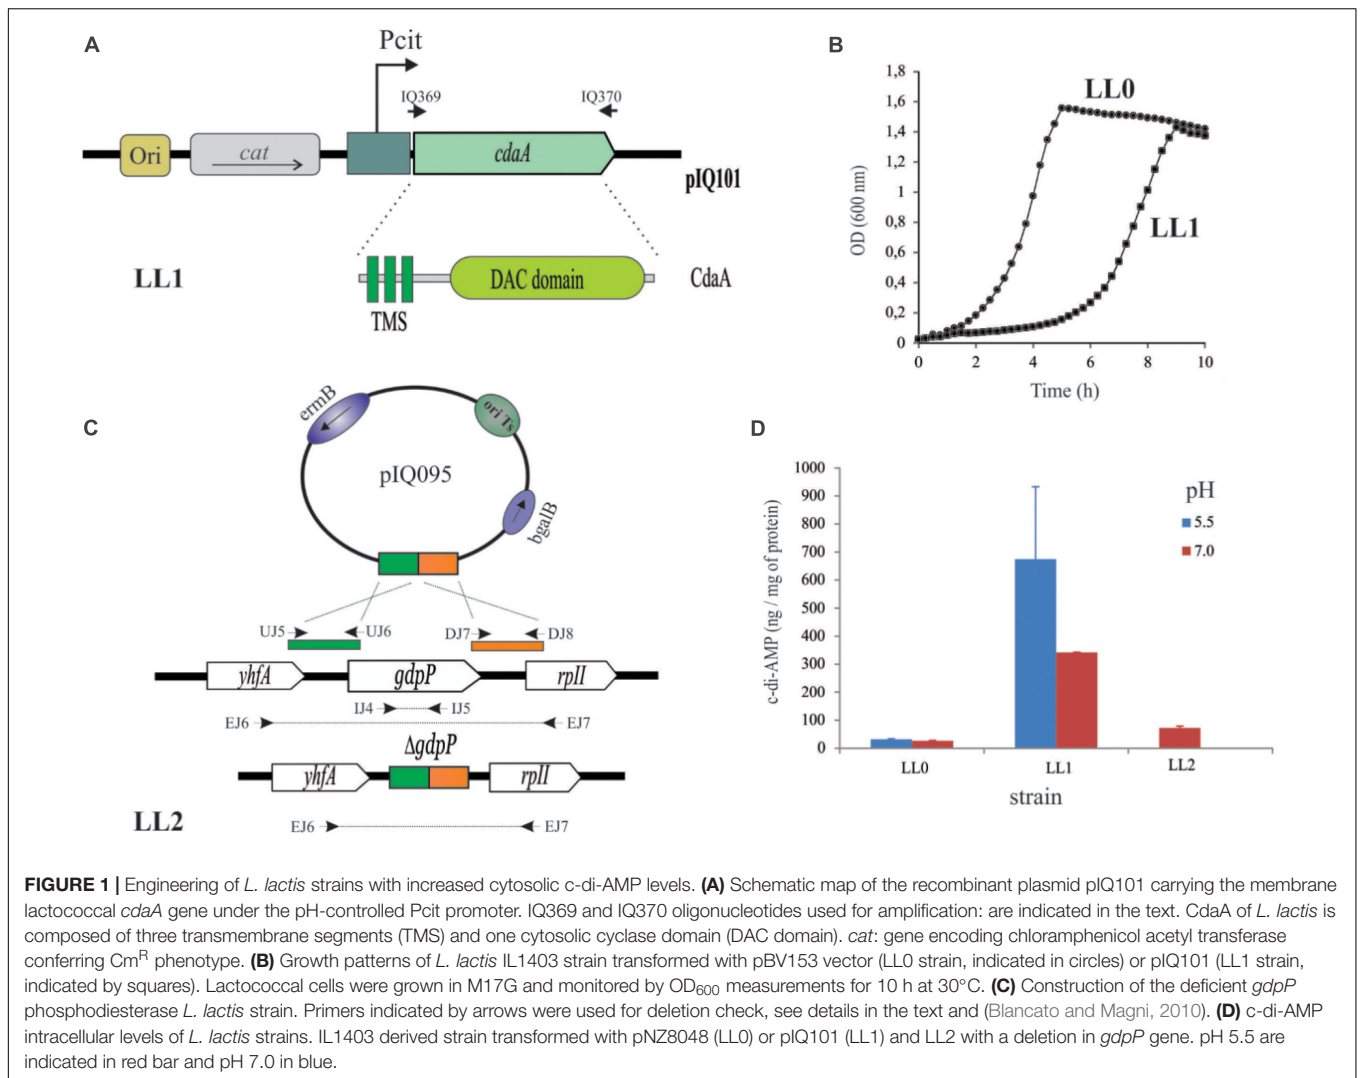 A
Pcit
IQ369
IQ370
Ori
cat
cdaA
pIQ101
LL1
DAC domain
CdaA
TMS
B
1,8
1,6
1,4
1,2
1
0,8
0,6
0,4
0,2
0
OD (600 nm)
LL0
LL1
0 2 4 6 8 10
Time (h)
C
ermB
ori Ts
pIQ095
bgalB
UJ5
UJ6
DJ7
DJ8
yhfA
gdpP
rpII
IJ4
IJ5
EJ6
EJ7
ΔgdpP
yhfA
rpII
LL2
EJ6
EJ7
D
1000
900
800
700
600
500
400
300
200
100
0
c-di-AMP (ng / mg of protein)
pH
5.5
7.0
LL0 LL1 LL2
strain
FIGURE 1 | Engineering of L. lactis strains with increased cytosolic c-di-AMP levels. (A) Schematic map of the recombinant plasmid pIQ101 carrying the membrane
lactococcal cdaA gene under the pH-controlled Pcit promoter. IQ369 and IQ370 oligonucleotides used for amplification: are indicated in the text. CdaA of L. lactis is
composed of three transmembrane segments (TMS) and one cytosolic cyclase domain (DAC domain). cat: gene encoding chloramphenicol acetyl transferase
conferring Cm^R phenotype. (B) Growth patterns of L. lactis IL1403 strain transformed with pBV153 vector (LL0 strain, indicated in circles) or pIQ101 (LL1 strain,
indicated by squares). Lactococcal cells were grown in M17G and monitored by OD₆₀₀ measurements for 10 h at 30°C. (C) Construction of the deficient gdpP
phosphodiesterase L. lactis strain. Primers indicated by arrows were used for deletion check, see details in the text and (Blancato and Magni, 2010). (D) c-di-AMP
intracellular levels of L. lactis strains. IL1403 derived strain transformed with pNZ8048 (LL0) or pIQ101 (LL1) and LL2 with a deletion in gdpP gene. pH 5.5 are
indicated in red bar and pH 7.0 in blue.